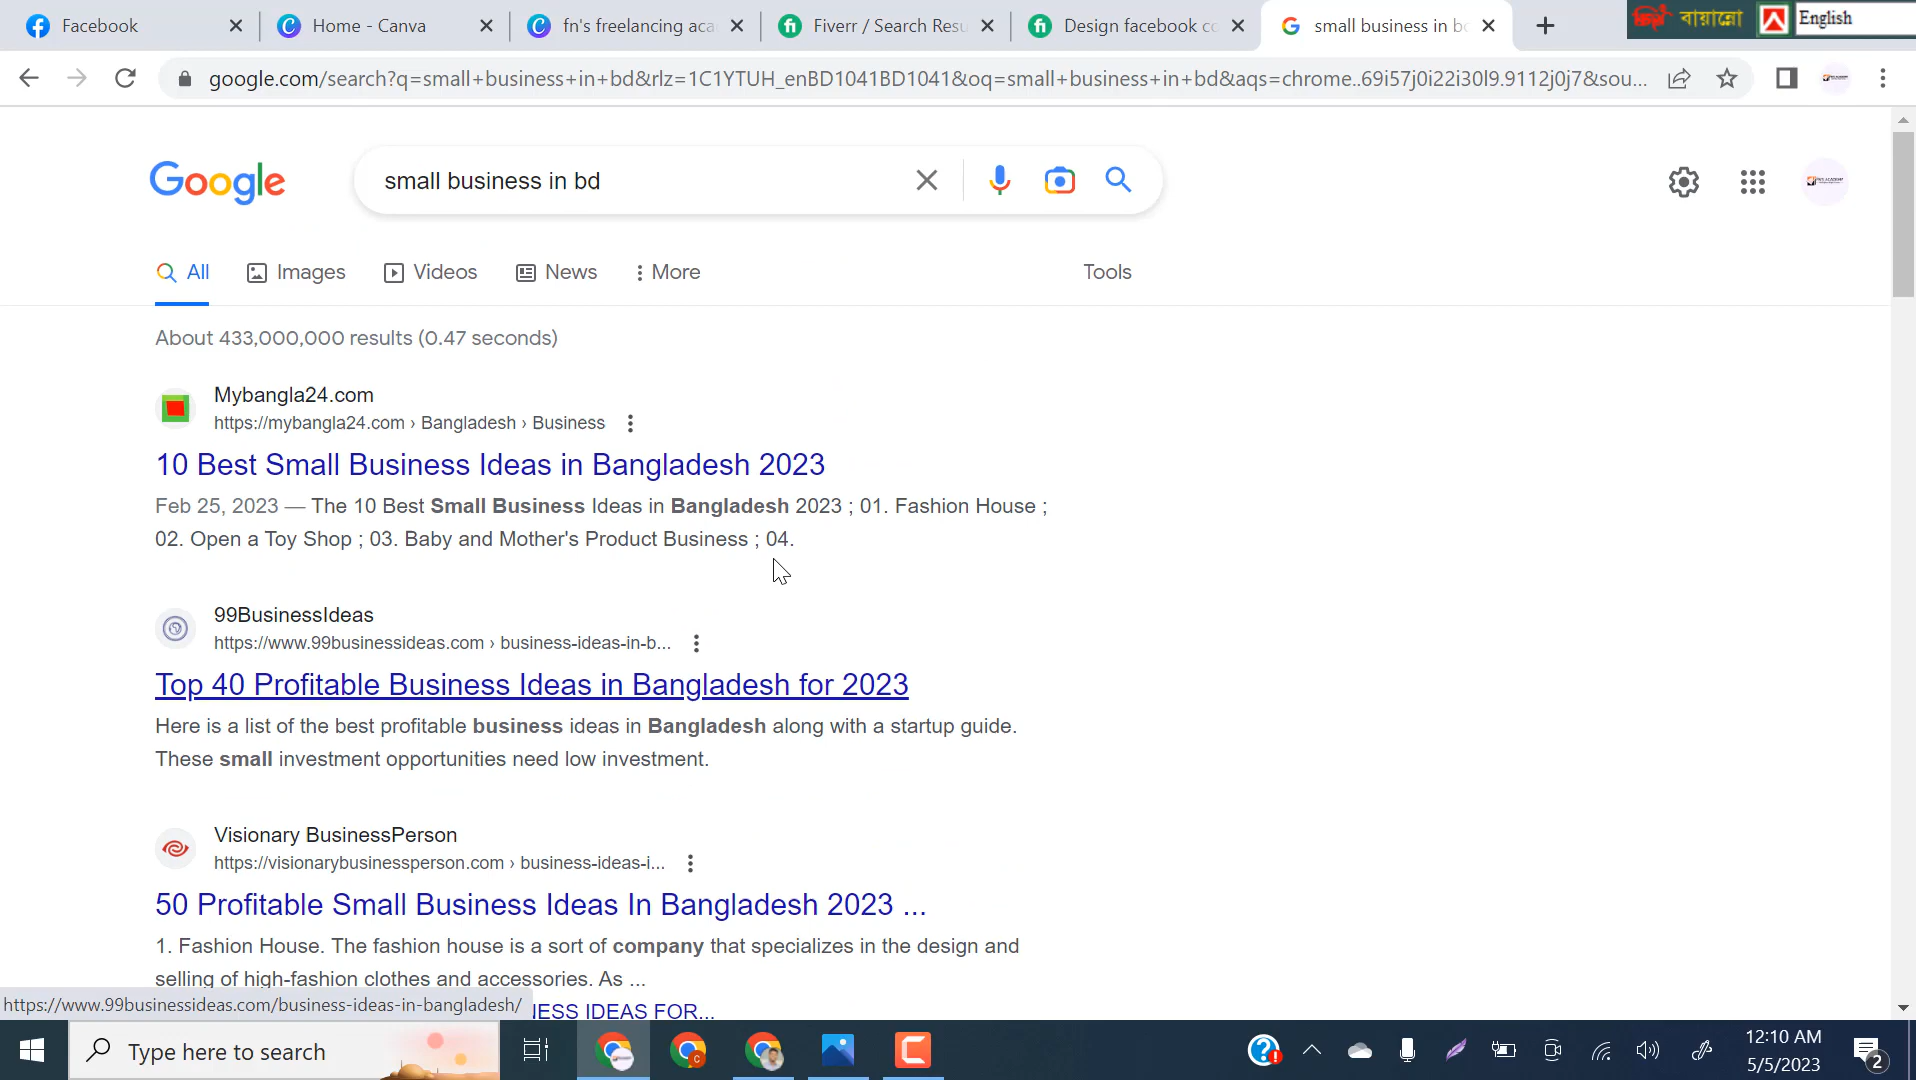 Facebook
Home - Canva
fn's freelancing aca
Fiverr / Search Resu
Design facebook co
small business in bd
বায়ান্নো
English
google.com/search?q=small+business+in+bd&rlz=1C1YTUH_enBD1041BD1041&oq=small+business+in+bd&aqs=chrome..69i57j0i22i30l9.9112j0j7&sou...
Google
small business in bd
All
Images
Videos
News
More
Tools
About 433,000,000 results (0.47 seconds)
Mybangla24.com
https://mybangla24.com › Bangladesh › Business
10 Best Small Business Ideas in Bangladesh 2023
Feb 25, 2023 — The 10 Best Small Business Ideas in Bangladesh 2023 ; 01. Fashion House ;
02. Open a Toy Shop ; 03. Baby and Mother's Product Business ; 04.
99BusinessIdeas
https://www.99businessideas.com › business-ideas-in-b...
Top 40 Profitable Business Ideas in Bangladesh for 2023
Here is a list of the best profitable business ideas in Bangladesh along with a startup guide.
These small investment opportunities need low investment.
Visionary BusinessPerson
https://visionarybusinessperson.com › business-ideas-i...
50 Profitable Small Business Ideas In Bangladesh 2023 ...
1. Fashion House. The fashion house is a sort of company that specializes in the design and
selling of high-fashion clothes and accessories. As ...
https://www.99businessideas.com/business-ideas-in-bangladesh/
NESS IDEAS FOR...
Type here to search
12:10 AM
5/5/2023
2